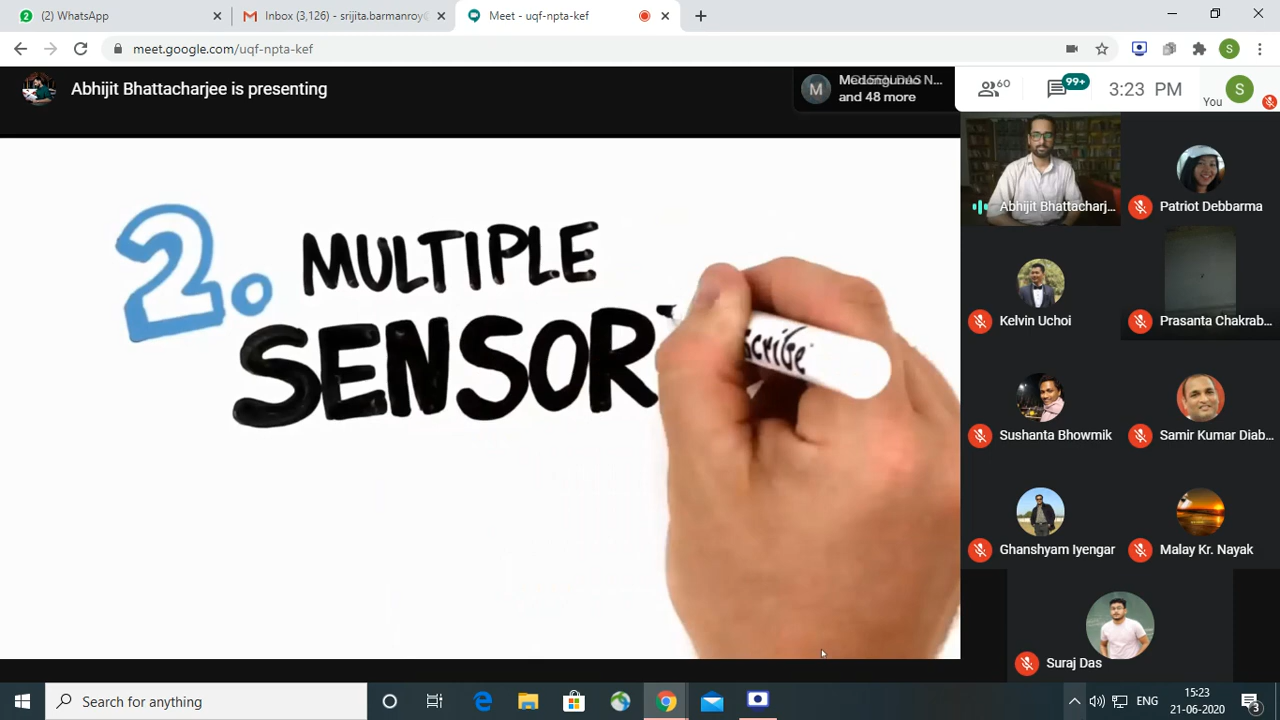 (2) WhatsApp
Inbox (3,126) - srijita.barmanroy
Meet - uqf-npta-kef
meet.google.com/uqf-npta-kef
S
Abhijit Bhattacharjee is presenting
M
and 48 more
60
99+
3:23 PM
You
S
2. MULTIPLE
SENSOR
scribe
Abhijit Bhattacharj...
Patriot Debbarma
Kelvin Uchoi
Prasanta Chakrab...
Sushanta Bhowmik
Samir Kumar Diab...
Ghanshyam Iyengar
Malay Kr. Nayak
Suraj Das
Search for anything
ENG
15:23
21-06-2020
3